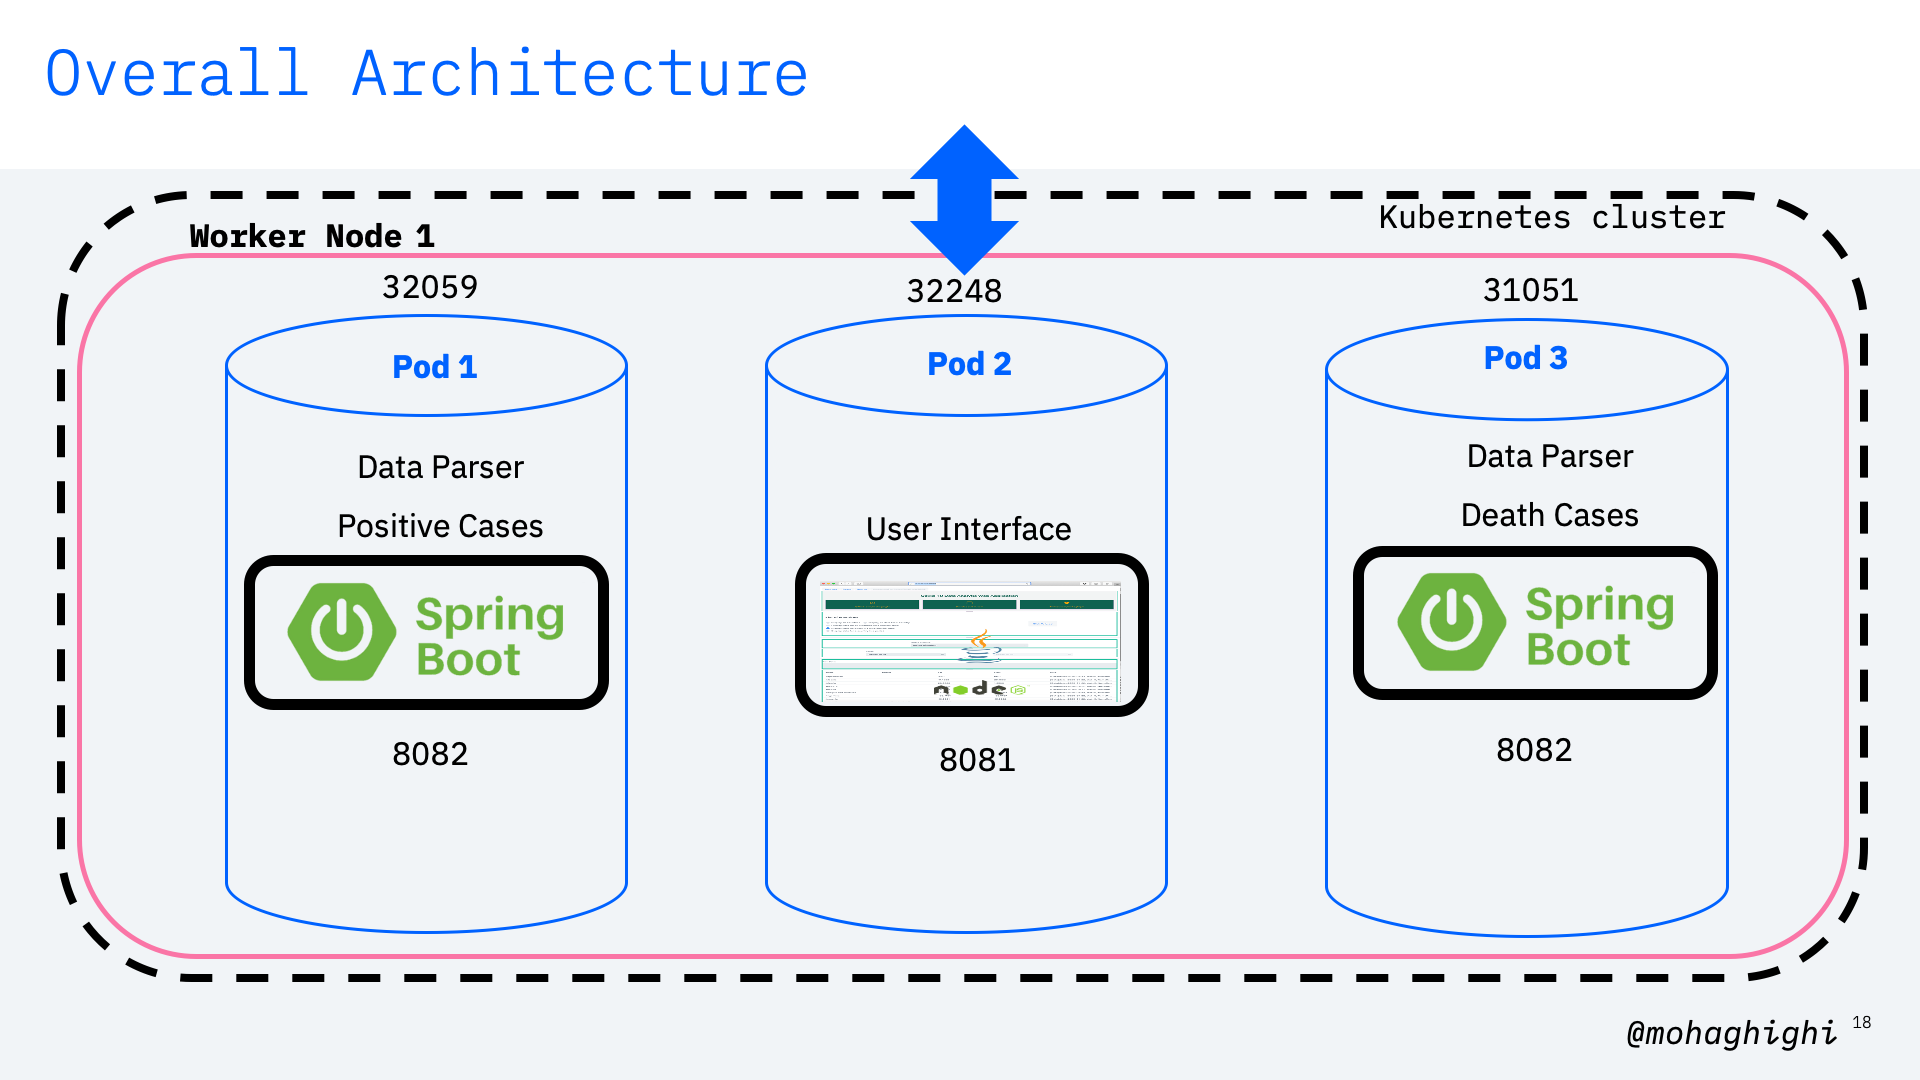 Overall Architecture
Kubernetes cluster
Worker Node 1
32059
32248
31051
Pod 1
Pod 2
Pod 3
Data Parser
Positive Cases
User Interface
Data Parser
Death Cases
Spring
Boot
node
JS
Spring
Boot
8082
8081
8082
@mohaghighi
18